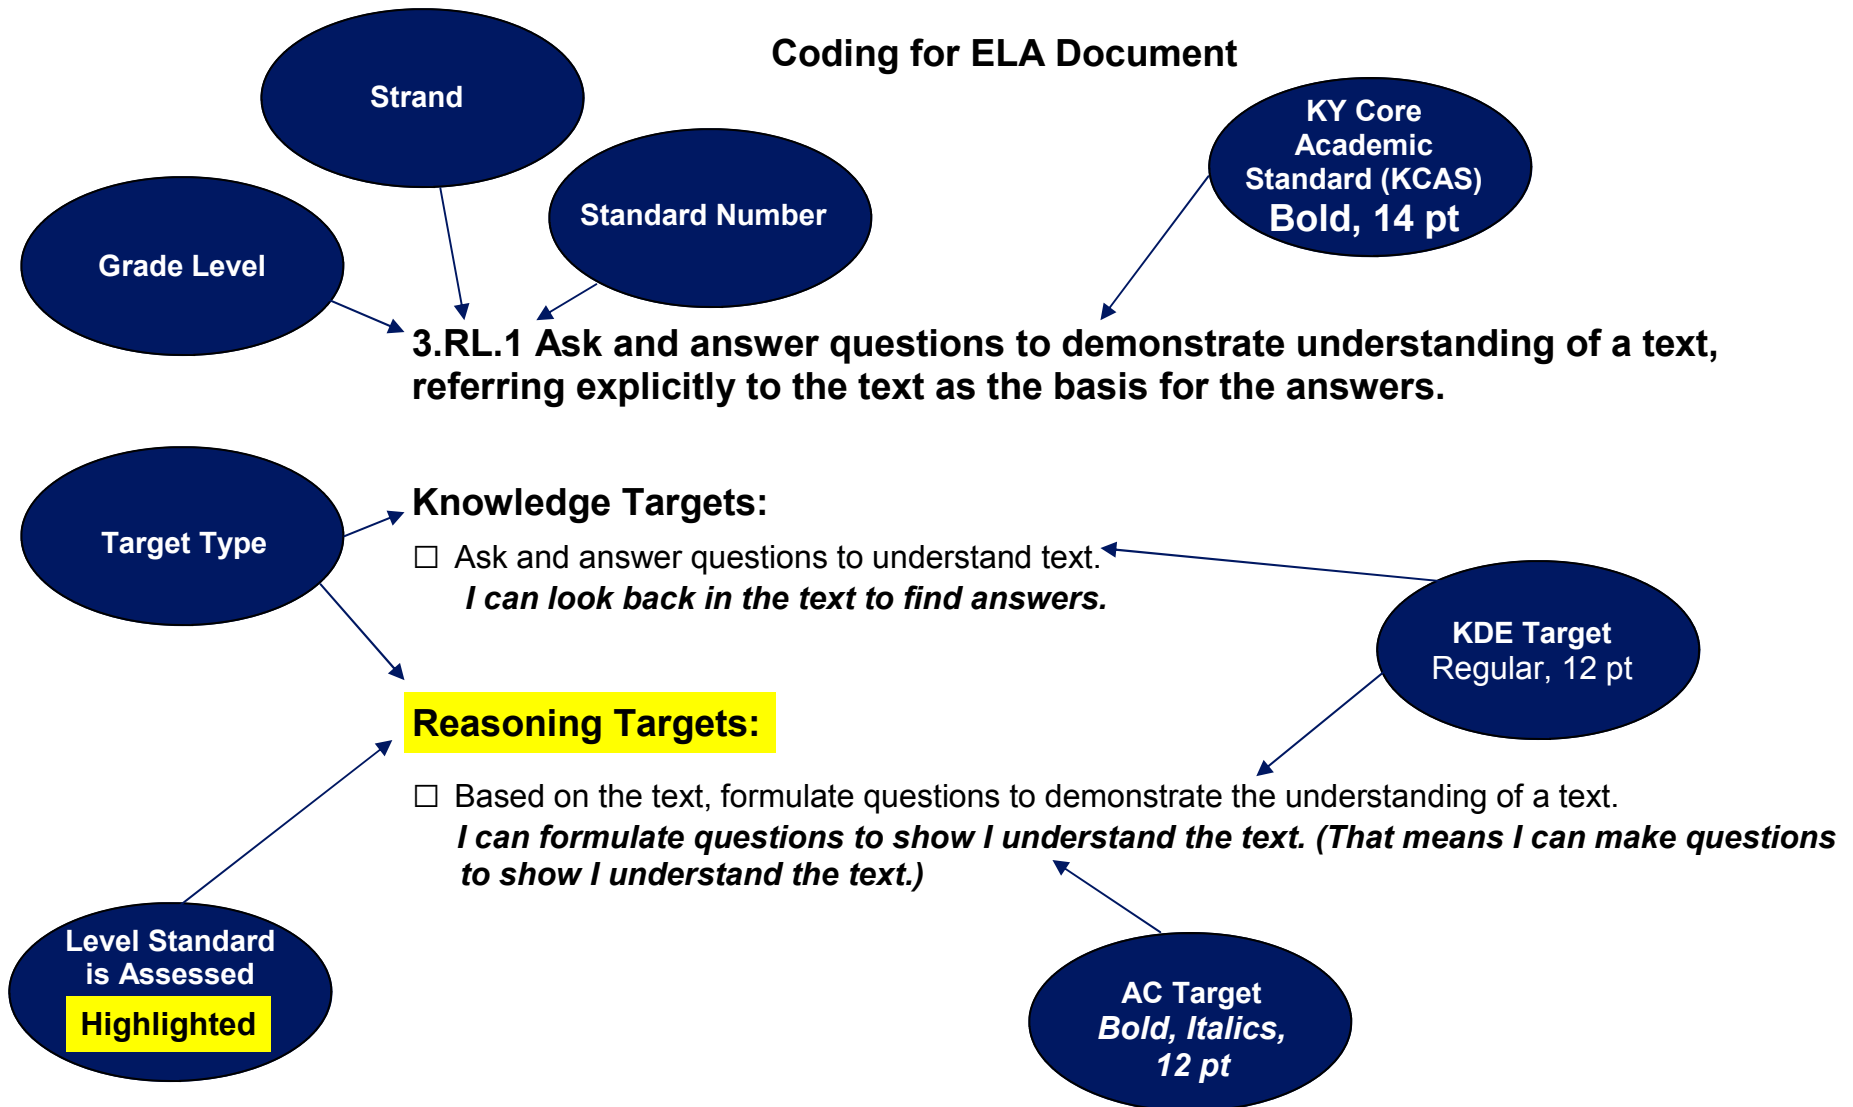 Coding for ELA Document
Strand
KY Core
Academic
Standard (KCAS)
Bold, 14 pt
Standard Number
Grade Level
3.RL.1 Ask and answer questions to demonstrate understanding of a text,
referring explicitly to the text as the basis for the answers.
Target Type
Knowledge Targets:
☐ Ask and answer questions to understand text.
I can look back in the text to find answers.
KDE Target
Regular, 12 pt
Reasoning Targets:
☐ Based on the text, formulate questions to demonstrate the understanding of a text.
I can formulate questions to show I understand the text. (That means I can make questions
to show I understand the text.)
Level Standard
is Assessed
Highlighted
AC Target
Bold, Italics,
12 pt